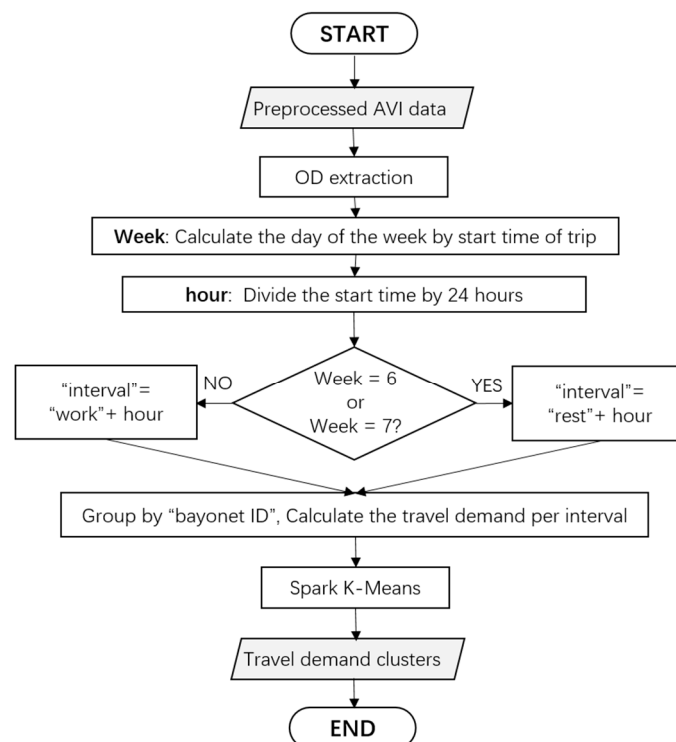 START
Preprocessed AVI data
OD extraction
Week: Calculate the day of the week by start time of trip
hour: Divide the start time by 24 hours
NO
Week = 6
or
Week = 7?
YES
“interval”=
“work”+ hour
“interval”=
“rest”+ hour
Group by “bayonet ID”, Calculate the travel demand per interval
Spark K-Means
Travel demand clusters
END